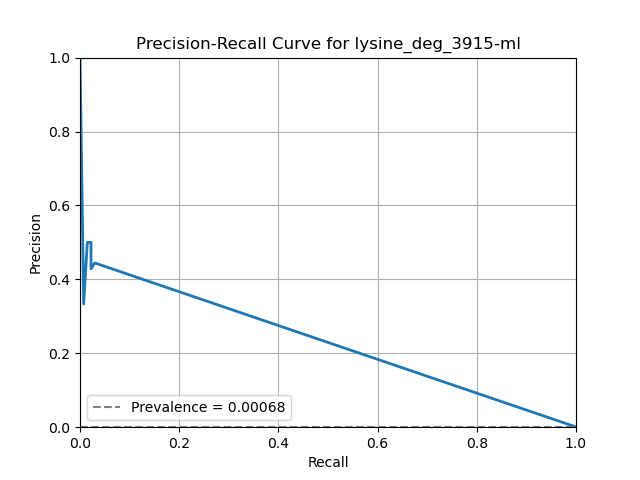 Precision-Recall Curve for lysine_deg_3915-ml
1.0
0.8
0.6
0.4
0.2
0.0
Precision
Prevalence = 0.00068
0.0 0.2 0.4 0.6 0.8 1.0
Recall